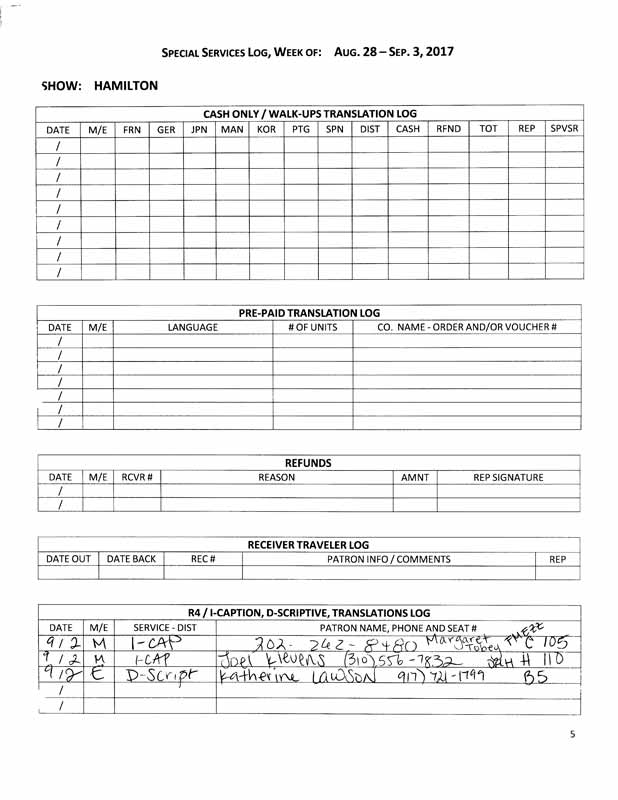 SPECIAL SERVICES LOG, WEEK OF: AUG. 28 – SEP. 3, 2017
SHOW: HAMILTON
CASH ONLY / WALK-UPS TRANSLATION LOG
DATE M/E FRN GER JPN MAN KOR PTG SPN DIST CASH RFND TOT REP SPVSR
/
/
/
/
/
/
/
/
/
PRE-PAID TRANSLATION LOG
DATE M/E LANGUAGE # OF UNITS CO. NAME - ORDER AND/OR VOUCHER #
/
/
/
/
/
/
/
REFUNDS
DATE M/E RCVR # REASON AMNT REP SIGNATURE
/
/
RECEIVER TRAVELER LOG
DATE OUT DATE BACK REC # PATRON INFO / COMMENTS REP
R4 / I-CAPTION, D-SCRIPTIVE, TRANSLATIONS LOG
DATE M/E SERVICE - DIST PATRON NAME, PHONE AND SEAT #
9/2 M I-CAP 202-262-8480 Margaret Tobey C 105
9/2 M I-CAP Joel Klevens (310) 556-7832 H 110
9/2 E D-Script Katherine Lawson 917) 721-1799 B5
/
/
5